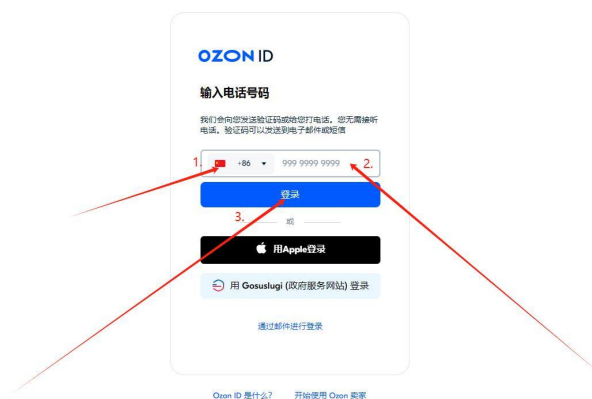 OZON ID
输入电话号码
我们会向您发送验证码或给您打电话。您无需接听
电话。验证码可以发送到电子邮件或短信
1. +86 999 9999 9999 2.
登录
3. 或
用Apple登录
用 Gosuslugi (政府服务网站) 登录
通过邮件进行登录
Ozon ID 是什么? 开始使用 Ozon 卖家